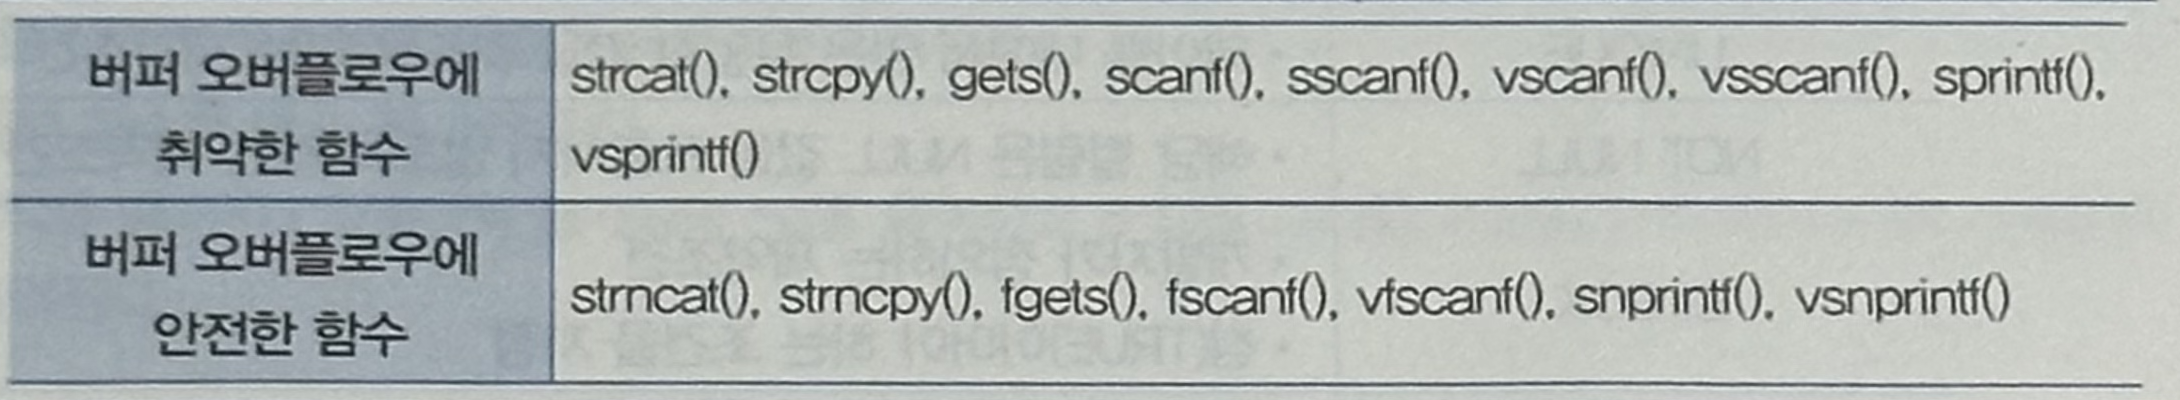 버퍼 오버플로우에
취약한 함수
strcat(), strcpy(), gets(), scanf(), sscanf(), vscanf(), vsscanf(), sprintf(),
vsprintf()
버퍼 오버플로우에
안전한 함수
strncat(), strncpy(), fgets(), fscanf(), vfscanf(), snprintf(), vsnprintf()